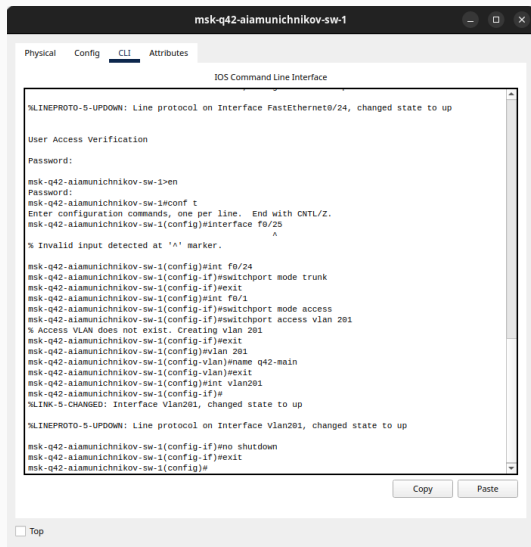 msk-q42-aiamunichnikov-sw-1
Physical Config CLI Attributes
IOS Command Line Interface
%LINEPROTO-5-UPDOWN: Line protocol on Interface FastEthernet0/24, changed state to up
User Access Verification
Password:
msk-q42-aiamunichnikov-sw-1>en
Password:
msk-q42-aiamunichnikov-sw-1#conf t
Enter configuration commands, one per line.  End with CNTL/Z.
msk-q42-aiamunichnikov-sw-1(config)#interface f0/25
^
% Invalid input detected at '^' marker.
msk-q42-aiamunichnikov-sw-1(config)#int f0/24
msk-q42-aiamunichnikov-sw-1(config-if)#switchport mode trunk
msk-q42-aiamunichnikov-sw-1(config-if)#exit
msk-q42-aiamunichnikov-sw-1(config)#int f0/1
msk-q42-aiamunichnikov-sw-1(config-if)#switchport mode access
msk-q42-aiamunichnikov-sw-1(config-if)#switchport access vlan 201
% Access VLAN does not exist. Creating vlan 201
msk-q42-aiamunichnikov-sw-1(config-if)#exit
msk-q42-aiamunichnikov-sw-1(config)#vlan 201
msk-q42-aiamunichnikov-sw-1(config-vlan)#name q42-main
msk-q42-aiamunichnikov-sw-1(config-vlan)#exit
msk-q42-aiamunichnikov-sw-1(config)#int vlan201
msk-q42-aiamunichnikov-sw-1(config-if)#
%LINK-5-CHANGED: Interface Vlan201, changed state to up
%LINEPROTO-5-UPDOWN: Line protocol on Interface Vlan201, changed state to up
msk-q42-aiamunichnikov-sw-1(config-if)#no shutdown
msk-q42-aiamunichnikov-sw-1(config-if)#exit
msk-q42-aiamunichnikov-sw-1(config)#
Copy Paste
Top